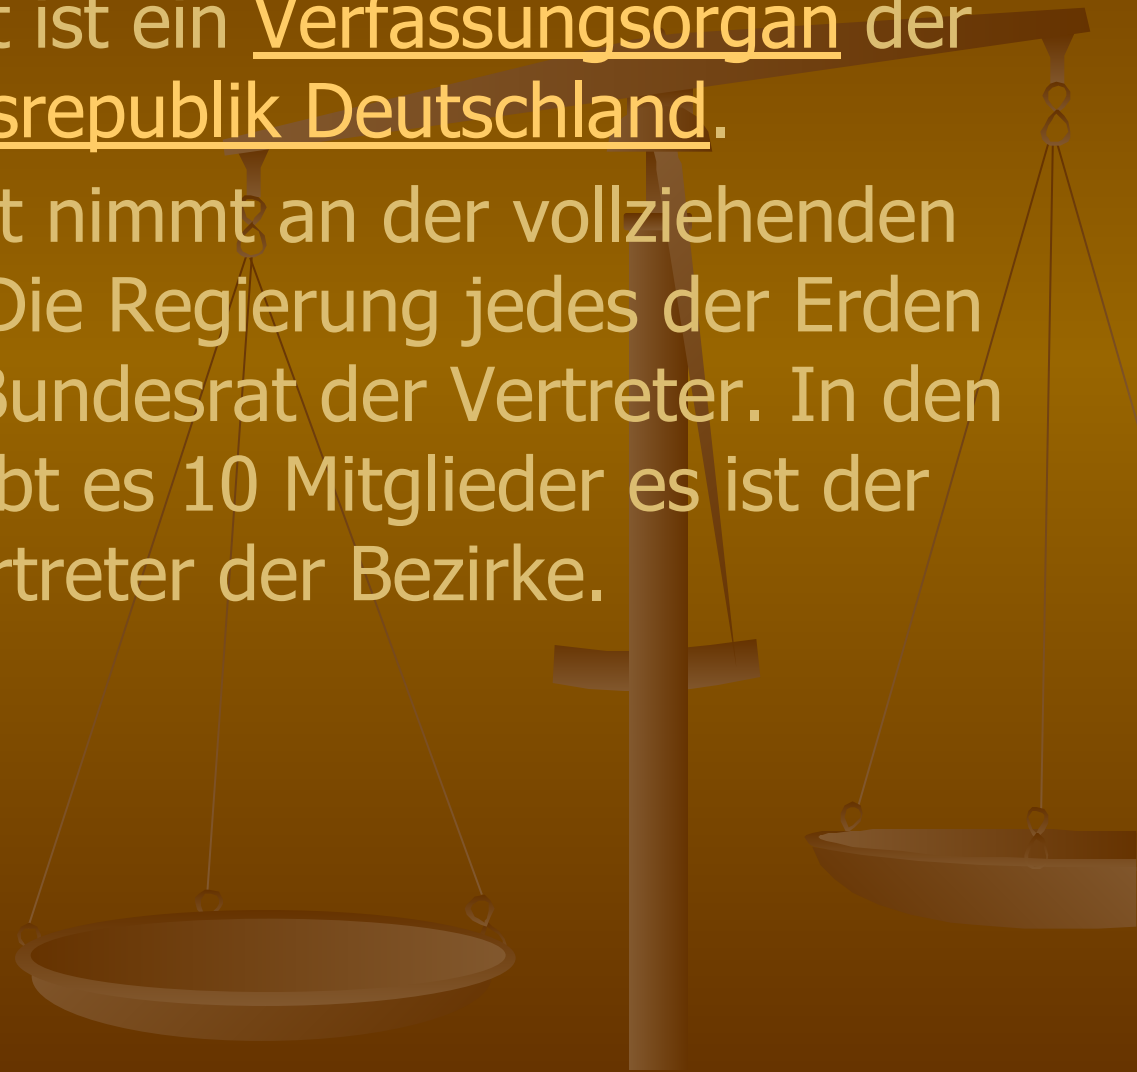 t ist ein Verfassungsorgan der
srepublik Deutschland.
t nimmt an der vollziehenden
Die Regierung jedes der Erden
Bundesrat der Vertreter. In den
bt es 10 Mitglieder es ist der
rtreter der Bezirke.